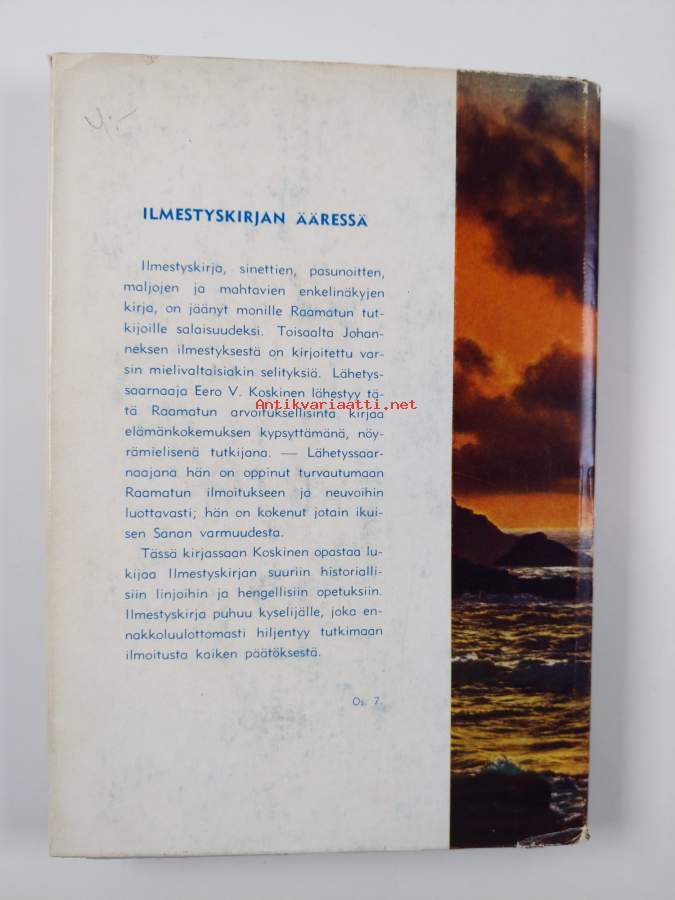 4:-
ILMESTYSKIRJAN ÄÄRESSÄ
Ilmestyskirja, sinettien, pasunoitten,
maljojen ja mahtavien enkelinäkyjen
kirja, on jäänyt monille Raamatun tut-
kijoille salaisuudeksi. Toisaalta Johan-
neksen ilmestyksestä on kirjoitettu var-
sin mielivaltaisiakin selityksiä. Lähetys-
saarnaaja Eero V. Koskinen lähestyy tä-
Antikvariaatti.net
tä Raamatun arvoituksellisinta kirjaa
elämänkokemuksen kypsyttämänä, nöy-
rämielisenä tutkijana. — Lähetyssaar-
naajana hän on oppinut turvautumaan
Raamatun ilmoitukseen ja neuvoihin
luottavasti; hän on kokenut jotain ikui-
sen Sanan varmuudesta.
Tässä kirjassaan Koskinen opastaa lu-
kijaa Ilmestyskirjan suuriin historialli-
siin linjoihin ja hengellisiin opetuksiin.
Ilmestyskirja puhuu kyselijälle, joka en-
nakkoluulottomasti hiljentyy tutkimaan
ilmoitusta kaiken päätöksestä.
Os. 7.